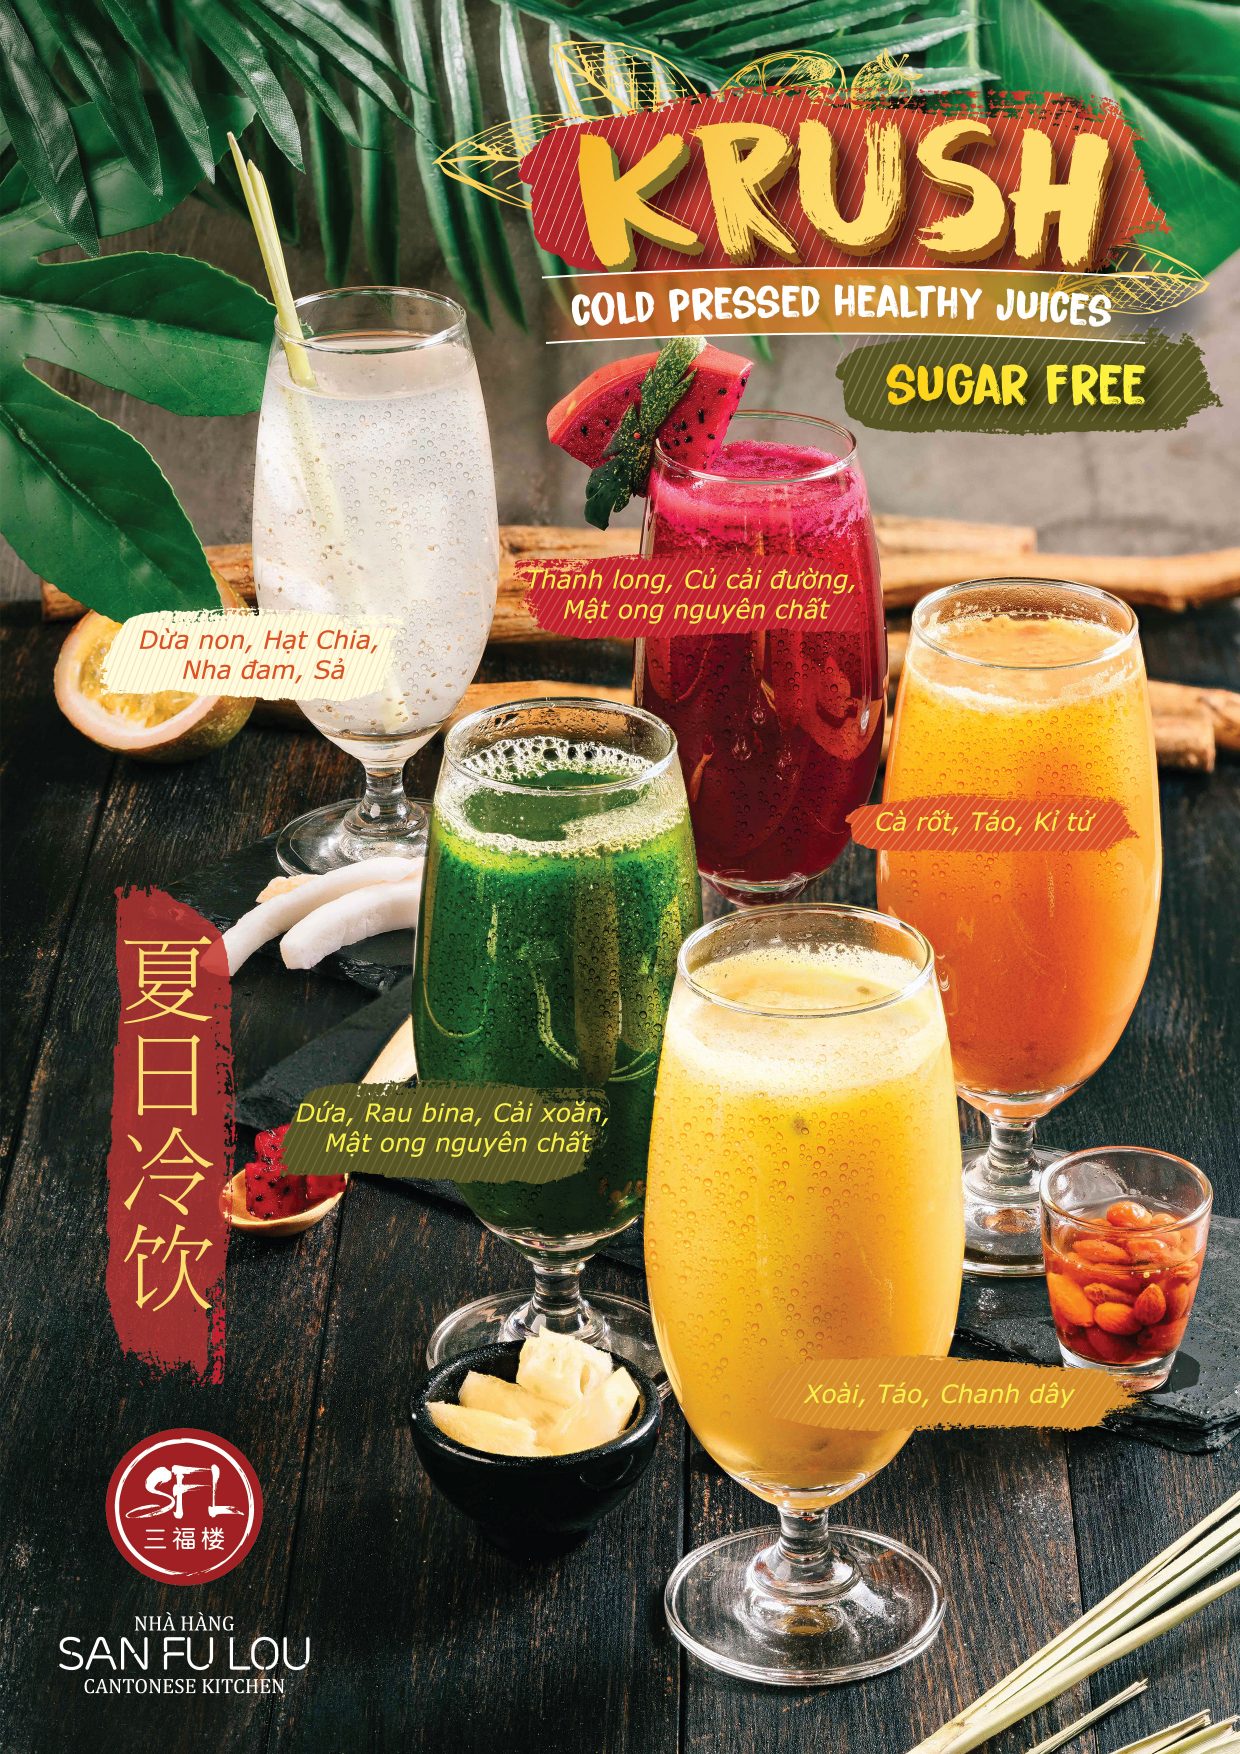 KRUSH
COLD PRESSED HEALTHY JUICES
SUGAR FREE
Thanh long, Củ cải đường,
Mật ong nguyên chất
Dừa non, Hạt Chia,
Nha đam, Sả
Cà rốt, Táo, Kỉ tử
夏日冷饮
Dứa, Rau bina, Cải xoăn,
Mật ong nguyên chất
Xoài, Táo, Chanh dây
SFL
三福楼
NHÀ HÀNG
SAN FU LOU
CANTONESE KITCHEN